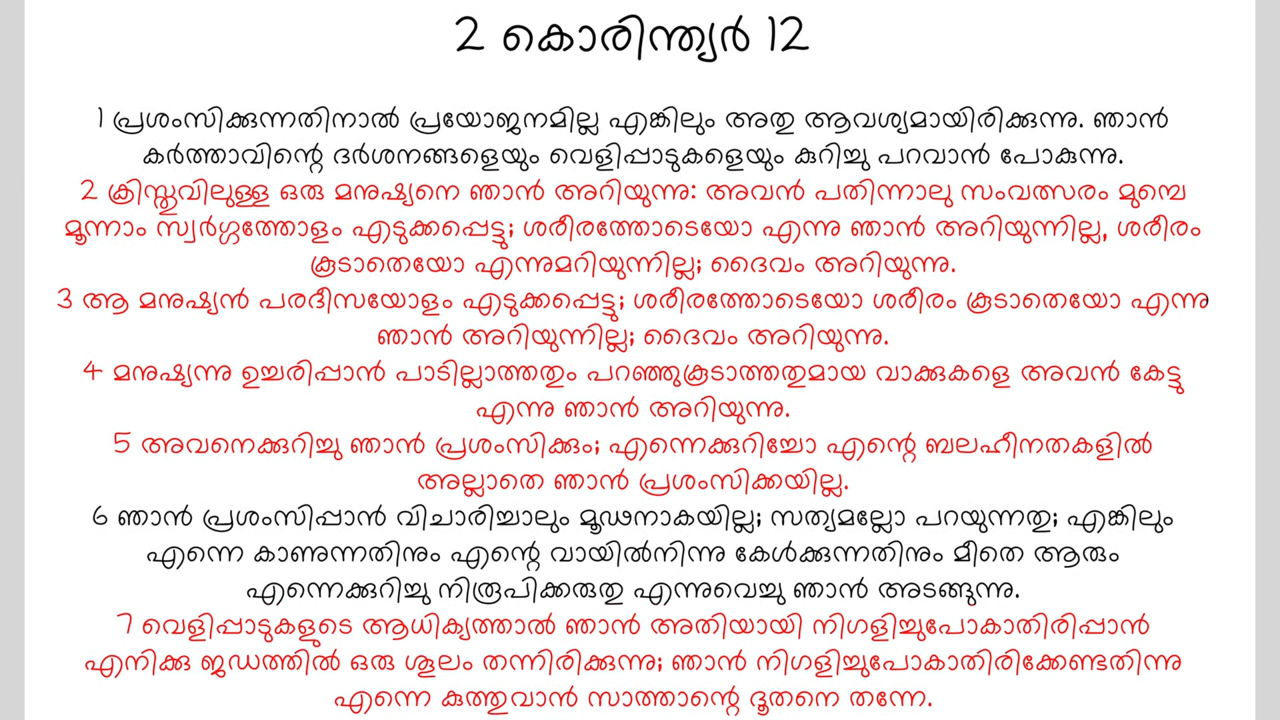 2 കൊരിന്ത്യർ 12
1 പ്രശംസിക്കുന്നതിനാൽ പ്രയോജനമില്ല എങ്കിലും അതു ആവശ്യമായിരിക്കുന്നു. ഞാൻ
കർത്താവിന്റെ ദർശനങ്ങളെയും വെളിപ്പാടുകളെയും കുറിച്ചു പറവാൻ പോകുന്നു.
2 ക്രിസ്തുവിലുള്ള ഒരു മനുഷ്യനെ ഞാൻ അറിയുന്നു: അവൻ പതിന്നാലു സംവത്സരം മുമ്പെ
മൂന്നാം സ്വർഗ്ഗത്തോളം എടുക്കപ്പെട്ടു; ശരീരത്തോടെയോ എന്നു ഞാൻ അറിയുന്നില്ല, ശരീരം
കൂടാതെയോ എന്നുമറിയുന്നില്ല; ദൈവം അറിയുന്നു.
3 ആ മനുഷ്യൻ പരദീസയോളം എടുക്കപ്പെട്ടു; ശരീരത്തോടെയോ ശരീരം കൂടാതെയോ എന്നു
ഞാൻ അറിയുന്നില്ല; ദൈവം അറിയുന്നു.
4 മനുഷ്യന്നു ഉച്ചരിപ്പാൻ പാടില്ലാത്തതും പറഞ്ഞുകൂടാത്തതുമായ വാക്കുകളെ അവൻ കേട്ടു
എന്നു ഞാൻ അറിയുന്നു.
5 അവനെക്കുറിച്ചു ഞാൻ പ്രശംസിക്കും; എന്നെക്കുറിച്ചോ എന്റെ ബലഹീനതകളിൽ
അല്ലാതെ ഞാൻ പ്രശംസിക്കയില്ല.
6 ഞാൻ പ്രശംസിപ്പാൻ വിചാരിച്ചാലും മൂഢനാകയില്ല; സത്യമല്ലോ പറയുന്നതു; എങ്കിലും
എന്നെ കാണുന്നതിനും എന്റെ വായിൽനിന്നു കേൾക്കുന്നതിനും മീതെ ആരും
എന്നെക്കുറിച്ചു നിരൂപിക്കരുതു എന്നുവെച്ചു ഞാൻ അടങ്ങുന്നു.
7 വെളിപ്പാടുകളുടെ ആധിക്യത്താൽ ഞാൻ അതിയായി നിഗളിച്ചുപോകാതിരിപ്പാൻ
എനിക്കു ജഡത്തിൽ ഒരു ശൂലം തന്നിരിക്കുന്നു; ഞാൻ നിഗളിച്ചുപോകാതിരിക്കേണ്ടതിന്നു
എന്നെ കുത്തുവാൻ സാത്താന്റെ ദൂതനെ തന്നേ.